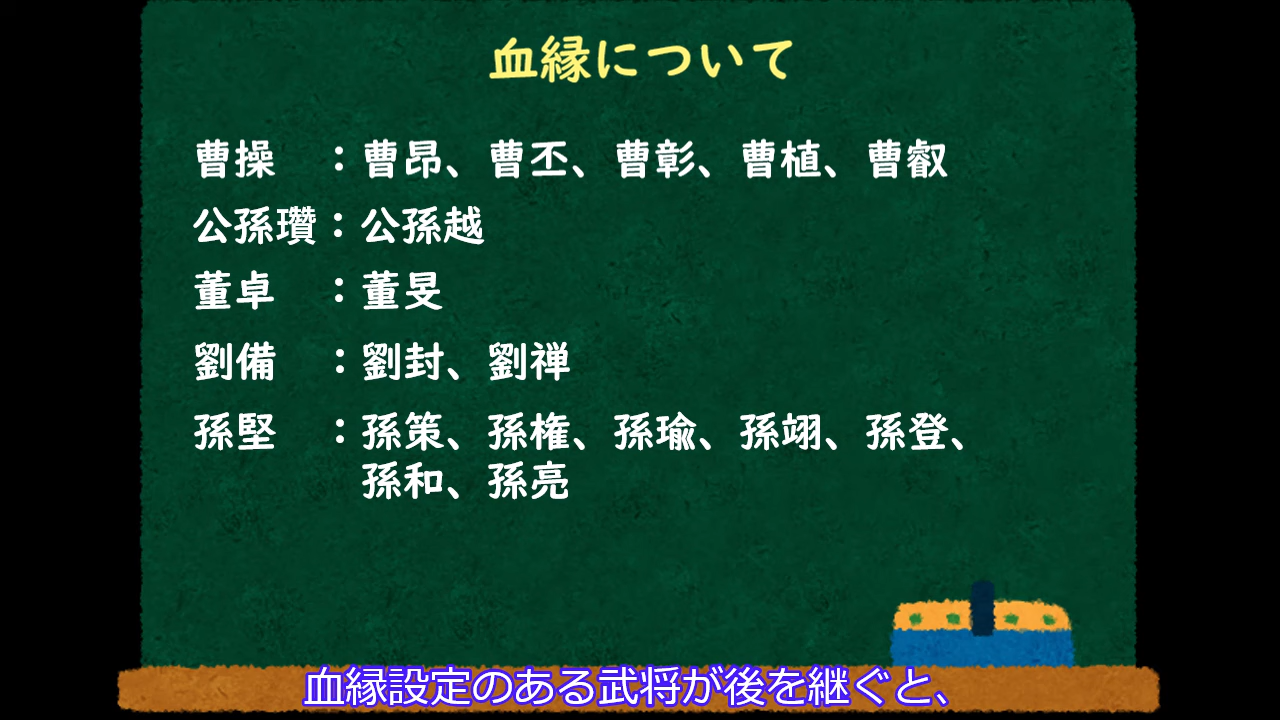 血縁について
曹操　：曹昂、曹丕、曹彰、曹植、曹叡
公孫瓚：公孫越
董卓　：董旻
劉備　：劉封、劉禅
孫堅　：孫策、孫権、孫瑜、孫翊、孫登、
孫和、孫亮
血縁設定のある武将が後を継ぐと、